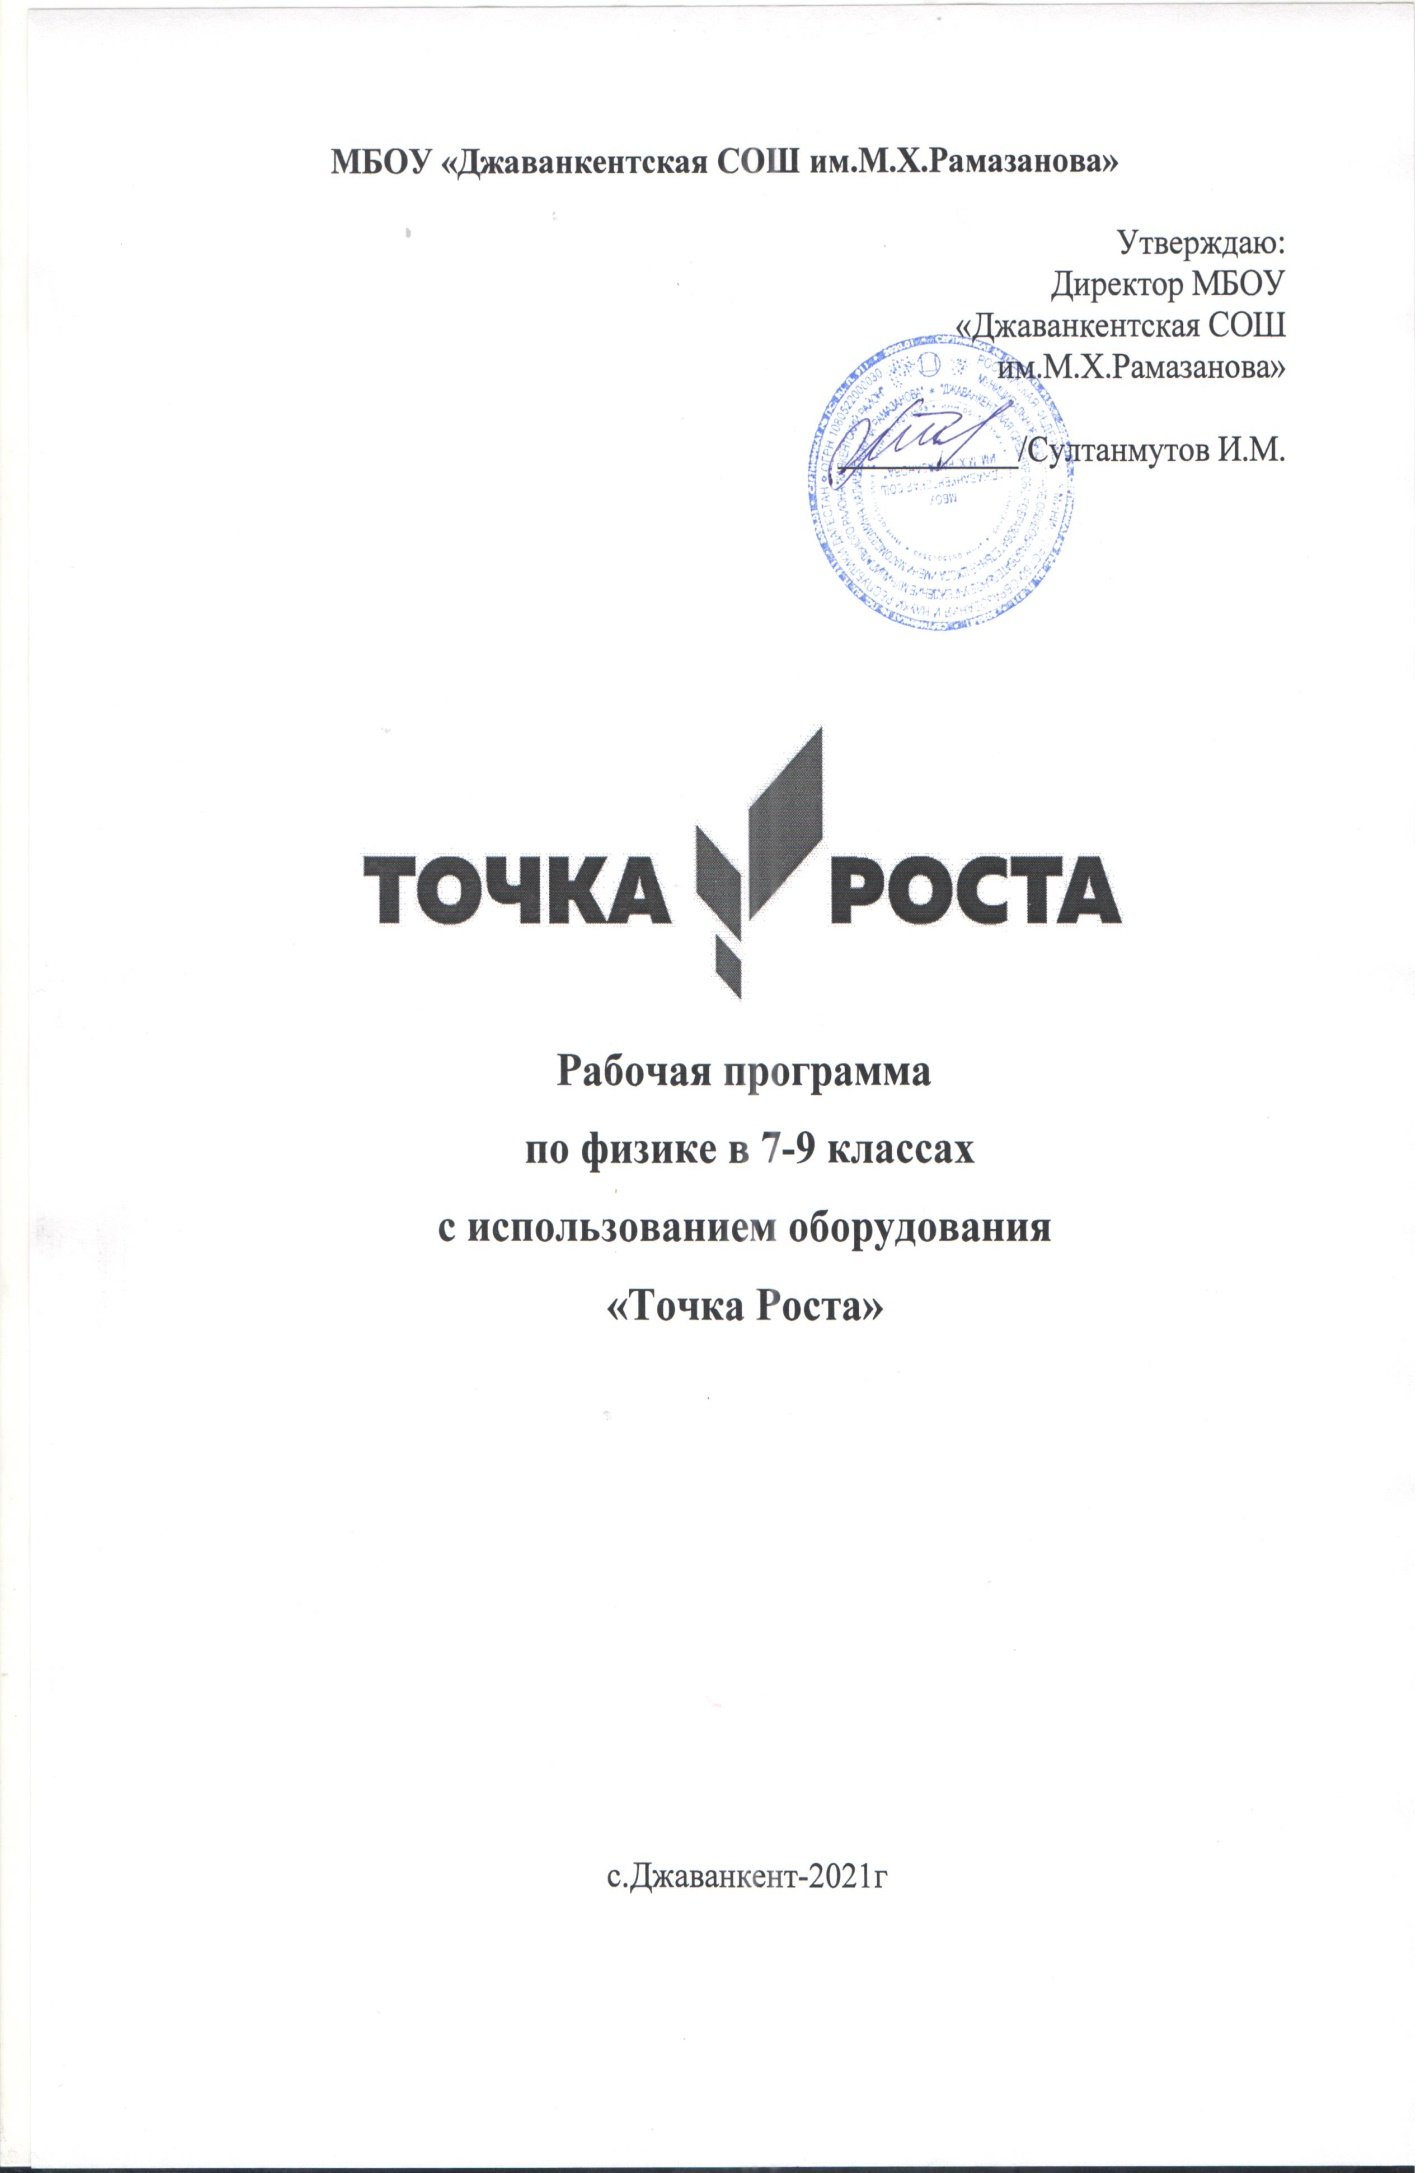 МБОУ «Джаванкентская СОШ им.М.Х.Рамазанова»
Утверждаю:
Директор МБОУ
«Джаванкентская СОШ
им.М.Х.Рамазанова»
/Султанмутов И.М.
ТОЧКА РОСТА
Рабочая программа
по физике в 7-9 классах
с использованием оборудования
«Точка Роста»
с.Джаванкент-2021г